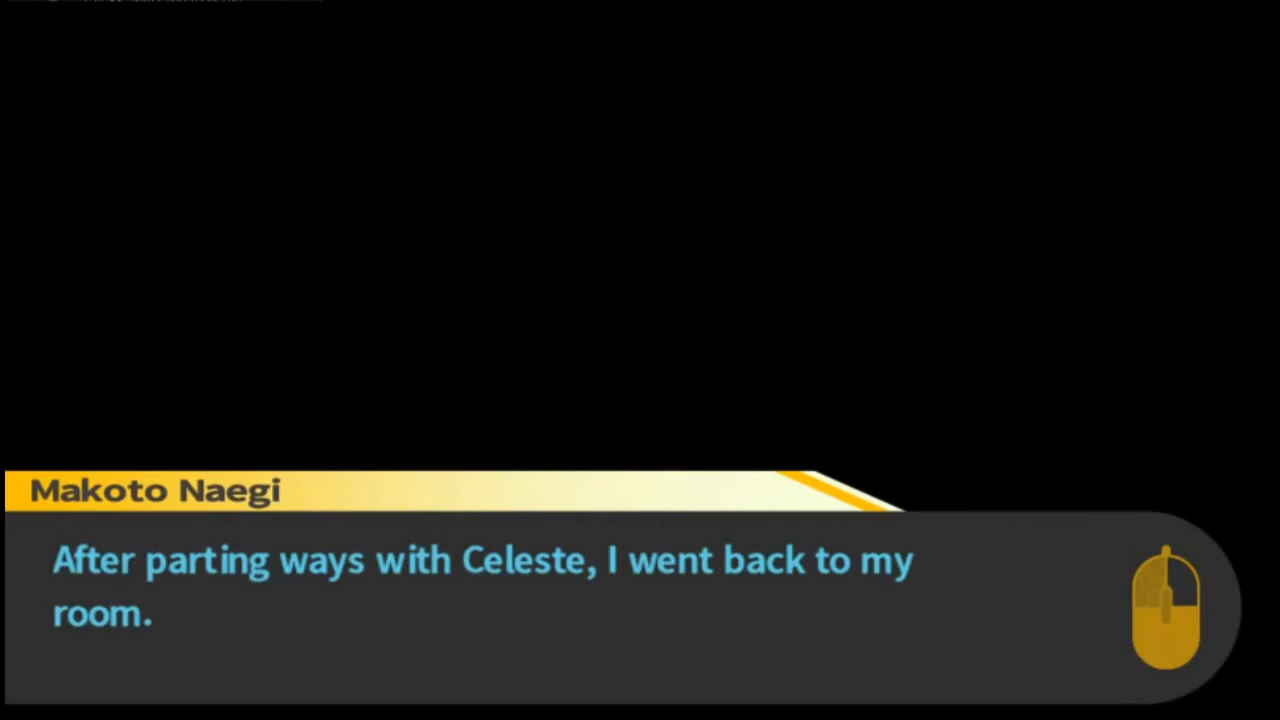 Makoto Naegi
After parting ways with Celeste, I went back to my
room.